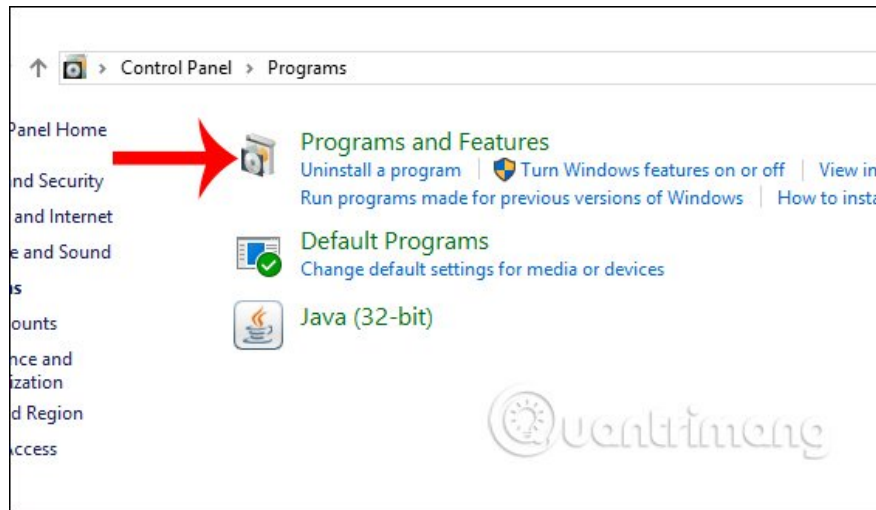 Control Panel > Programs
Panel Home
nd Security
and Internet
e and Sound
ns
ounts
nce and
ization
d Region
Access
Programs and Features
Uninstall a program | Turn Windows features on or off | View in
Run programs made for previous versions of Windows | How to insta
Default Programs
Change default settings for media or devices
Java (32-bit)
Quantrimang